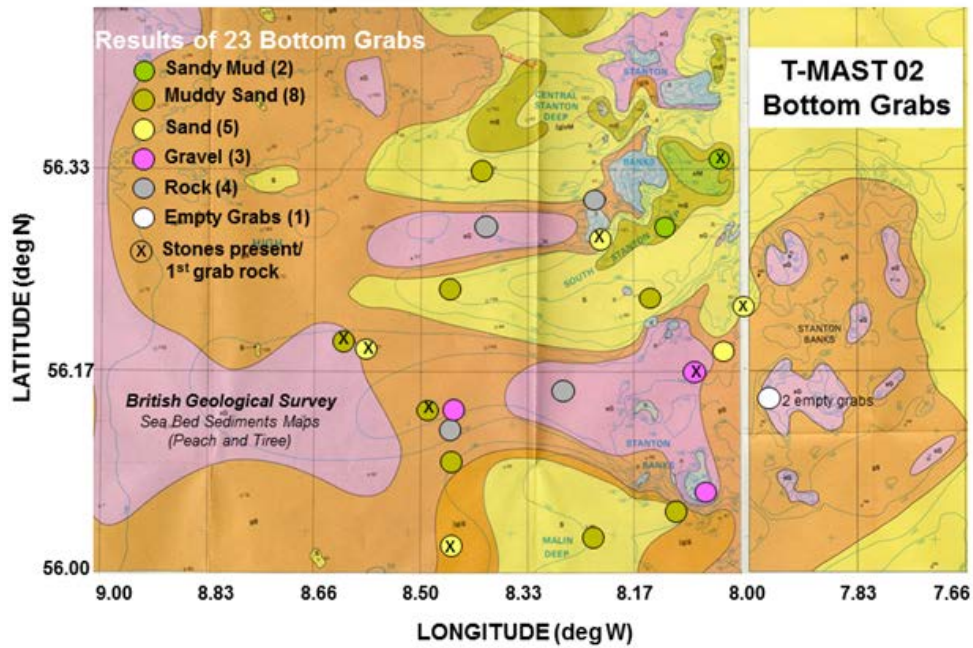 Results of 23 Bottom Grabs
Sandy Mud (2)
Muddy Sand (8)
Sand (5)
Gravel (3)
Rock (4)
Empty Grabs (1)
X Stones present/
1st grab rock
T-MAST 02
Bottom Grabs
STANTON
CENTRAL
STANTON
DEEP
BANKS
SOUTH STANTON
STANTON
BANKS
X
X
X
X
X
X
X
X
2 empty grabs
British Geological Survey
Sea Bed Sediments Maps
(Peach and Tiree)
STANTON
BANKS
MALIN
DEEP
LATITUDE (deg N)
56.33
56.17
56.00
9.00 8.83 8.66 8.50 8.33 8.17 8.00 7.83 7.66
LONGITUDE (deg W)